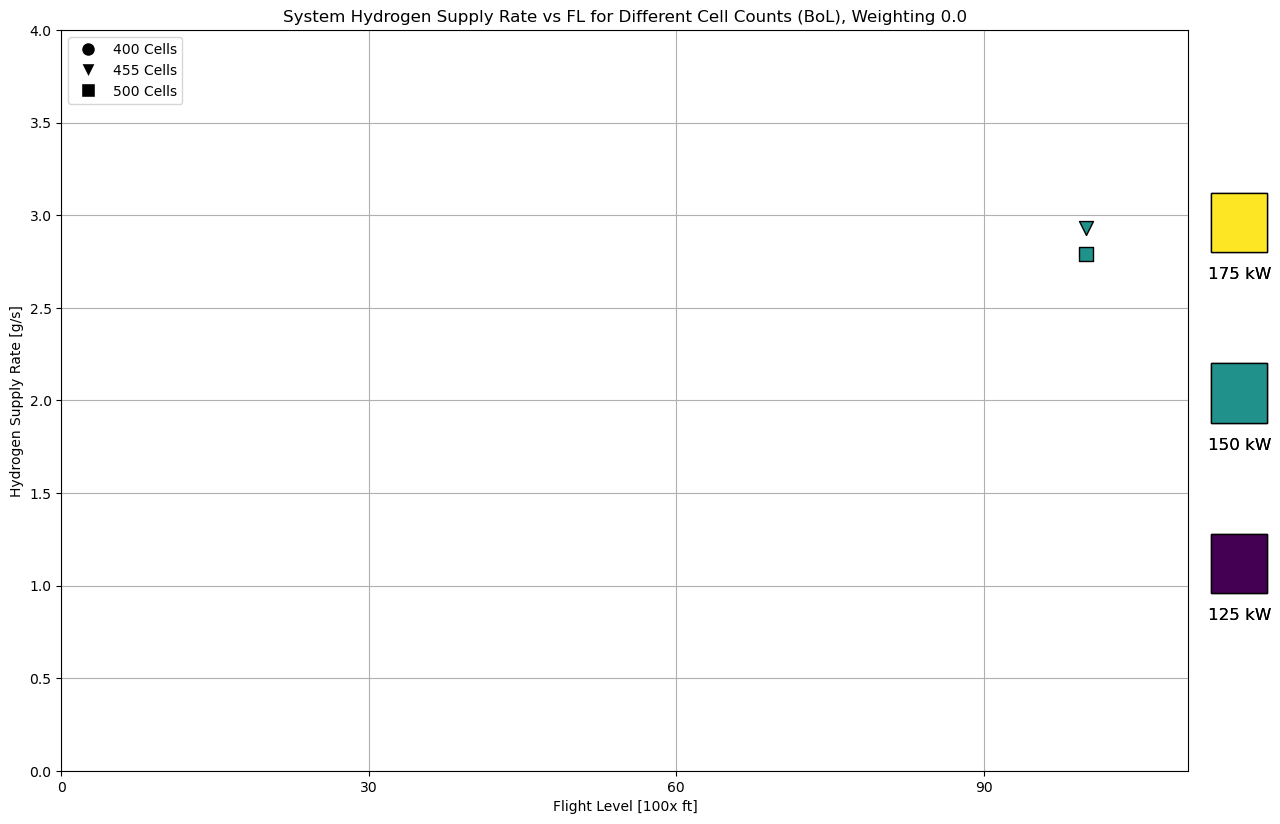 System Hydrogen Supply Rate vs FL for Different Cell Counts (BoL), Weighting 0.0
400 Cells
455 Cells
500 Cells
4.0
3.5
3.0
2.5
2.0
1.5
1.0
0.5
0.0
Hydrogen Supply Rate [g/s]
0
30
60
90
Flight Level [100x ft]
175 kW
150 kW
125 kW